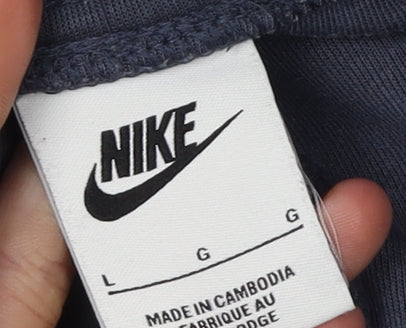 NIKE
L G G
MADE IN CAMBODIA
FABRIQUE AU